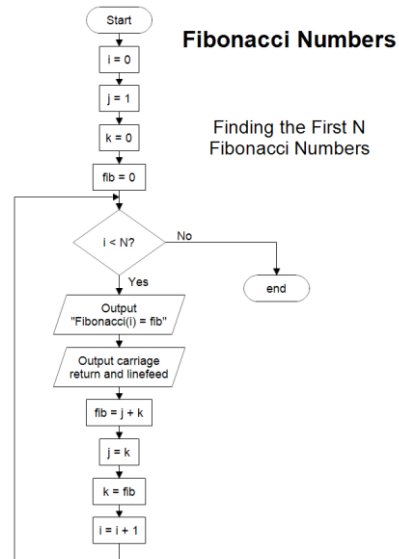 Start
Fibonacci Numbers
i = 0
j = 1
Finding the First N
Fibonacci Numbers
k = 0
fib = 0
i < N?
No
Yes
end
Output
"Fibonacci(i) = fib"
Output carriage
return and linefeed
fib = j + k
j = k
k = fib
i = i + 1